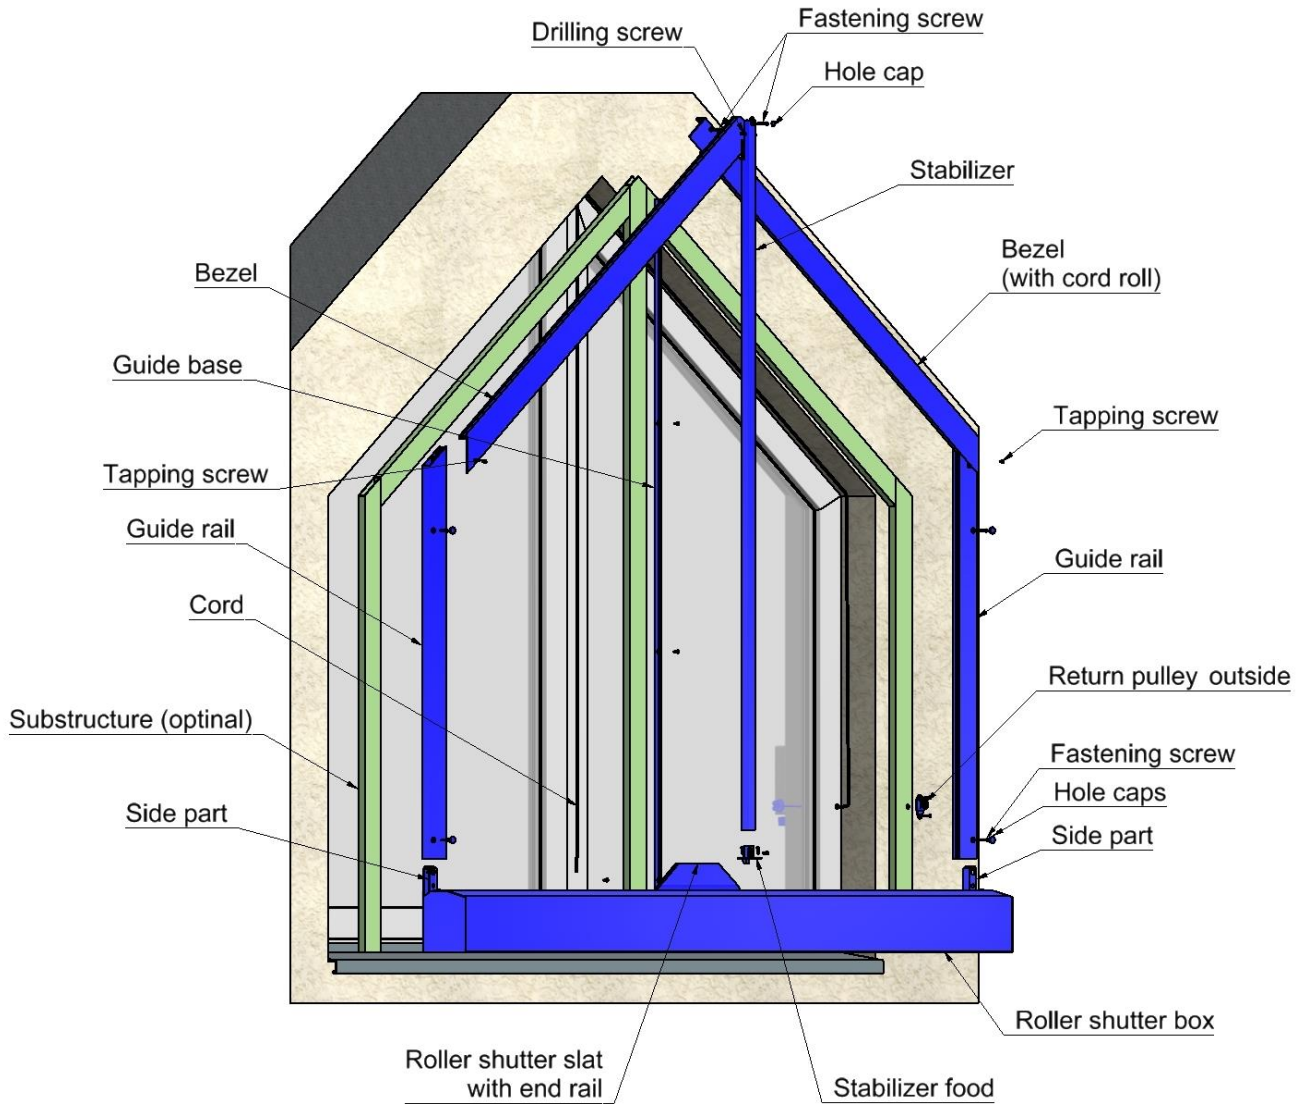 Fastening screw
Drilling screw
Hole cap
Stabilizer
Bezel
(with cord roll)
Bezel
Guide base
Tapping screw
Tapping screw
Guide rail
Guide rail
Cord
Return pulley outside
Substructure (optinal)
Fastening screw
Hole caps
Side part
Side part
Roller shutter box
Roller shutter slat
with end rail
Stabilizer food